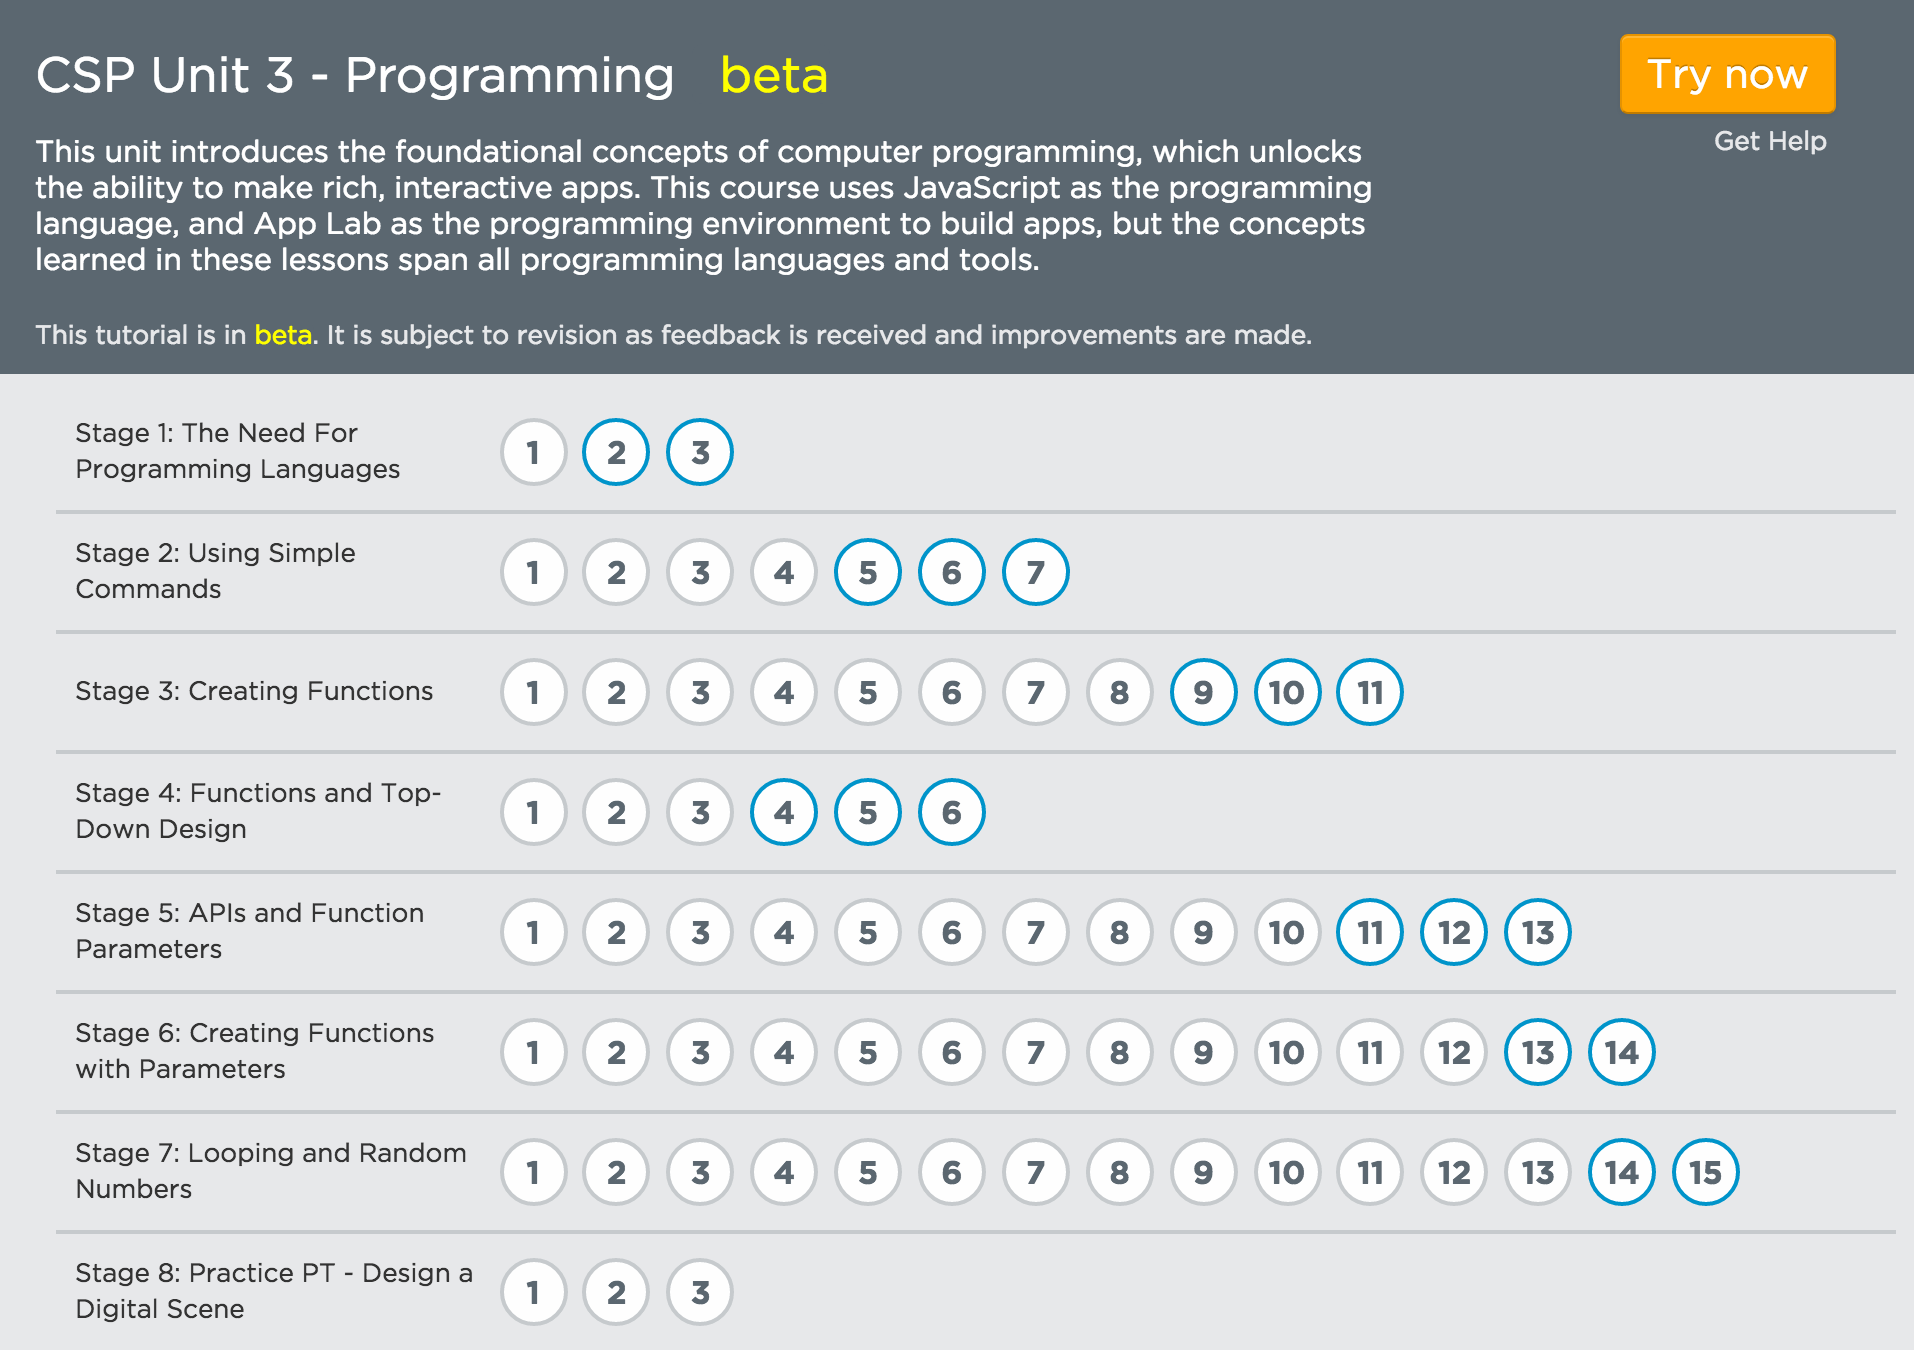 CSP Unit 3 - Programming beta
Try now
Get Help
This unit introduces the foundational concepts of computer programming, which unlocks
the ability to make rich, interactive apps. This course uses JavaScript as the programming
language, and App Lab as the programming environment to build apps, but the concepts
learned in these lessons span all programming languages and tools.
This tutorial is in beta. It is subject to revision as feedback is received and improvements are made.
Stage 1: The Need For
Programming Languages
1 2 3
Stage 2: Using Simple
Commands
1 2 3 4 5 6 7
Stage 3: Creating Functions
1 2 3 4 5 6 7 8 9 10 11
Stage 4: Functions and Top-
Down Design
1 2 3 4 5 6
Stage 5: APIs and Function
Parameters
1 2 3 4 5 6 7 8 9 10 11 12 13
Stage 6: Creating Functions
with Parameters
1 2 3 4 5 6 7 8 9 10 11 12 13 14
Stage 7: Looping and Random
Numbers
1 2 3 4 5 6 7 8 9 10 11 12 13 14 15
Stage 8: Practice PT - Design a
Digital Scene
1 2 3